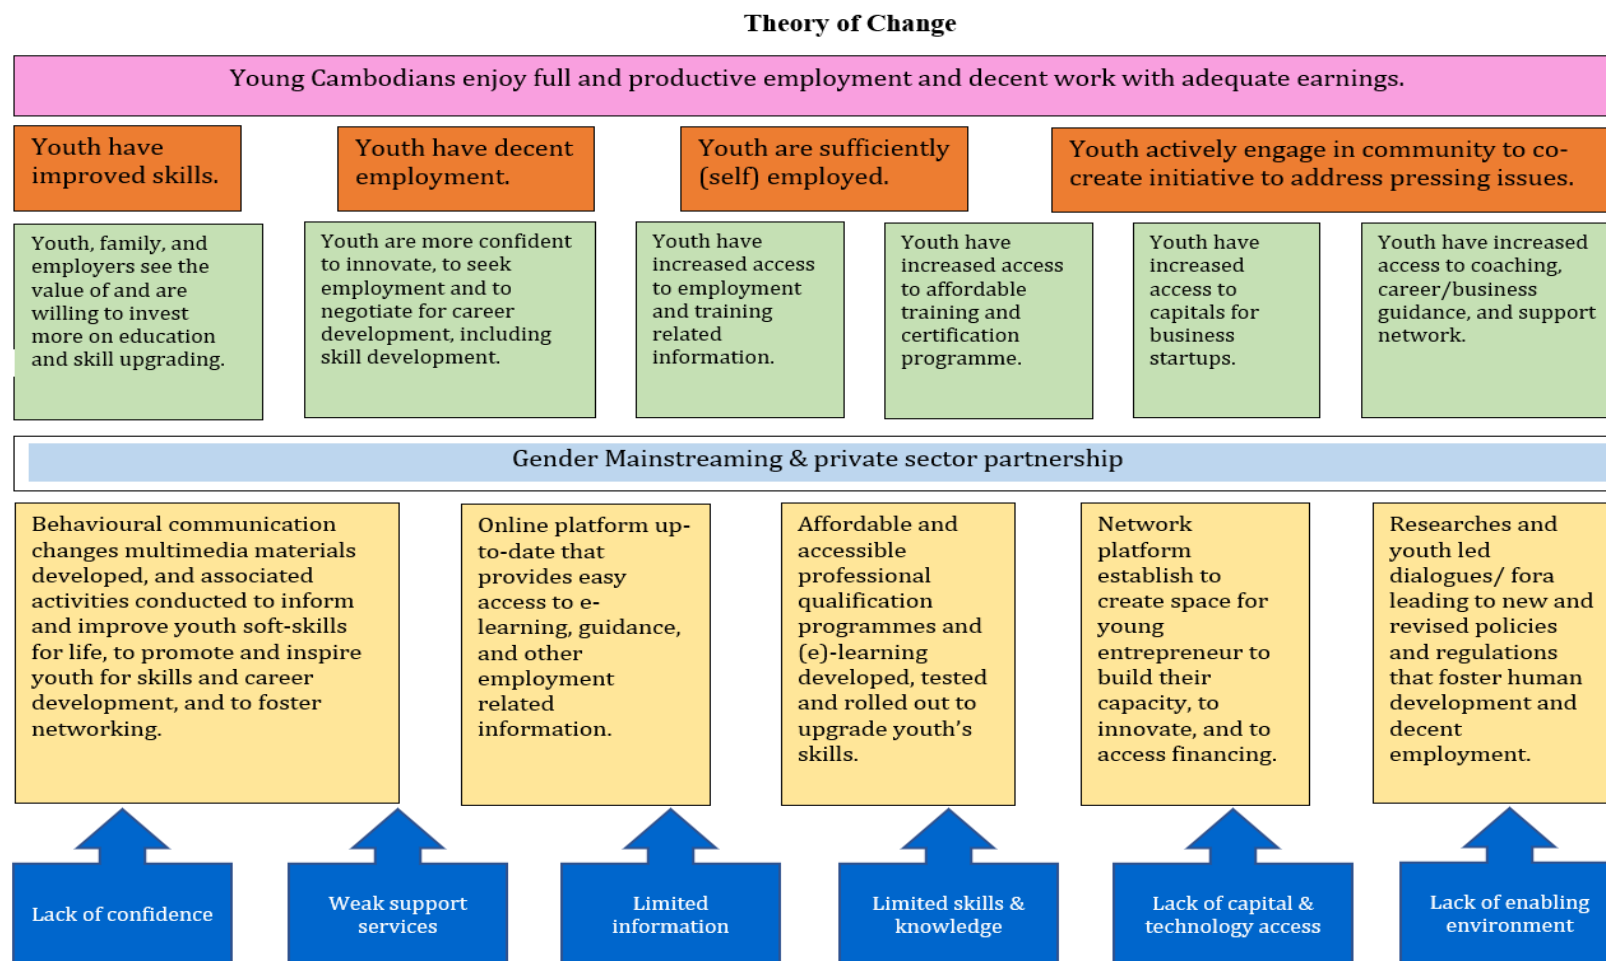 Theory of Change
Young Cambodians enjoy full and productive employment and decent work with adequate earnings.
Youth have
improved skills.
Youth have decent
employment.
Youth are sufficiently
(self) employed.
Youth actively engage in community to co-
create initiative to address pressing issues.
Youth, family, and
employers see the
value of and are
willing to invest
more on education
and skill upgrading.
Youth are more confident
to innovate, to seek
employment and to
negotiate for career
development, including
skill development.
Youth have
increased access
to employment
and training
related
information.
Youth have
increased access
to affordable
training and
certification
programme.
Youth have
increased
access to
capitals for
business
startups.
Youth have increased
access to coaching,
career/business
guidance, and support
network.
Gender Mainstreaming & private sector partnership
Behavioural communication
changes multimedia materials
developed, and associated
activities conducted to inform
and improve youth soft-skills
for life, to promote and inspire
youth for skills and career
development, and to foster
networking.
Online platform up-
to-date that
provides easy
access to e-
learning, guidance,
and other
employment
related
information.
Affordable and
accessible
professional
qualification
programmes and
(e)-learning
developed, tested
and rolled out to
upgrade youth’s
skills.
Network
platform
establish to
create space for
young
entrepreneur to
build their
capacity, to
innovate, and to
access financing.
Researches and
youth led
dialogues/ fora
leading to new and
revised policies
and regulations
that foster human
development and
decent
employment.
Lack of confidence
Weak support
services
Limited
information
Limited skills &
knowledge
Lack of capital &
technology access
Lack of enabling
environment